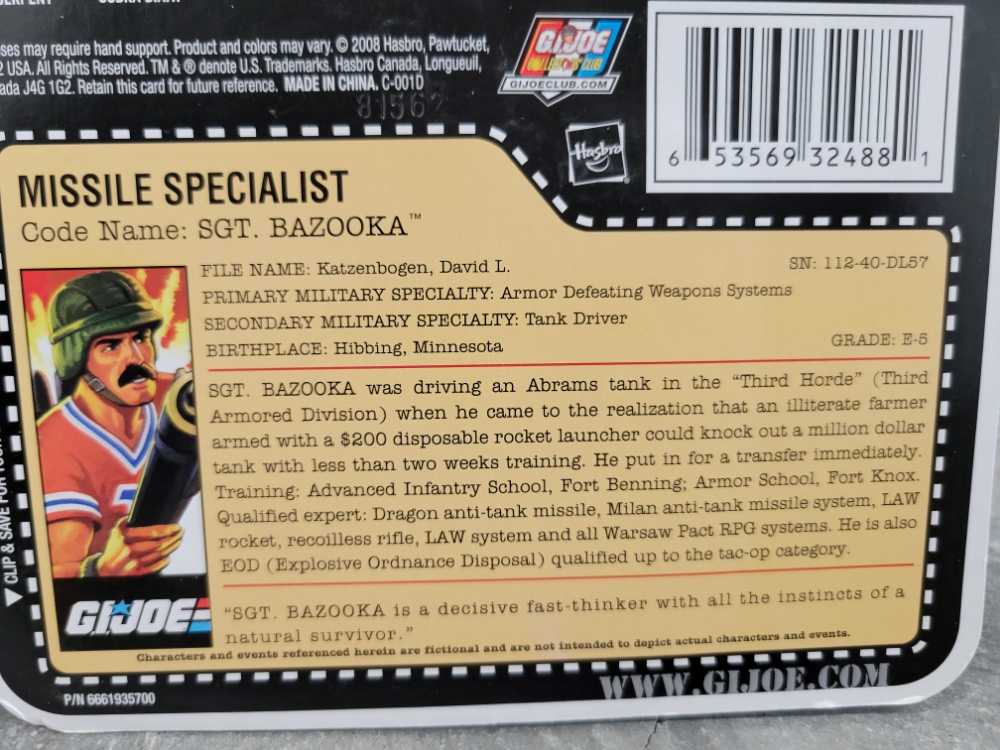 COBRA DIANA
ses may require hand support. Product and colors may vary. © 2008 Hasbro, Pawtucket,
2 USA. All Rights Reserved. TM & ® denote U.S. Trademarks. Hasbro Canada, Longueuil,
ada J4G 1G2. Retain this card for future reference. MADE IN CHINA. C-001D
81562
G.I. JOE
GIJOECLUB.COM
Hasbro
6 53569 32488 1
MISSILE SPECIALIST
Code Name: SGT. BAZOOKA™
FILE NAME: Katzenbogen, David L.
SN: 112-40-DL57
PRIMARY MILITARY SPECIALTY: Armor Defeating Weapons Systems
SECONDARY MILITARY SPECIALTY: Tank Driver
BIRTHPLACE: Hibbing, Minnesota
GRADE: E-5
SGT. BAZOOKA was driving an Abrams tank in the “Third Horde” (Third
Armored Division) when he came to the realization that an illiterate farmer
armed with a $200 disposable rocket launcher could knock out a million dollar
tank with less than two weeks training. He put in for a transfer immediately.
Training: Advanced Infantry School, Fort Benning; Armor School, Fort Knox.
Qualified expert: Dragon anti-tank missile, Milan anti-tank missile system, LAW
rocket, recoilless rifle, LAW system and all Warsaw Pact RPG systems. He is also
EOD (Explosive Ordnance Disposal) qualified up to the tac-op category.
“SGT. BAZOOKA is a decisive fast-thinker with all the instincts of a
natural survivor.”
Characters and events referenced herein are fictional and are not intended to depict actual characters and events.
GI JOE
▼ CLIP & SAVE FOR YOUR
P/N 6661935700
WWW.GIJOE.COM